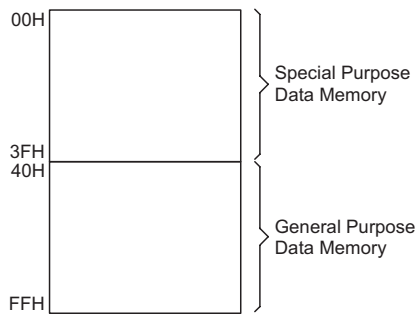 00H
Special Purpose
Data Memory
3FH
40H
General Purpose
Data Memory
FFH